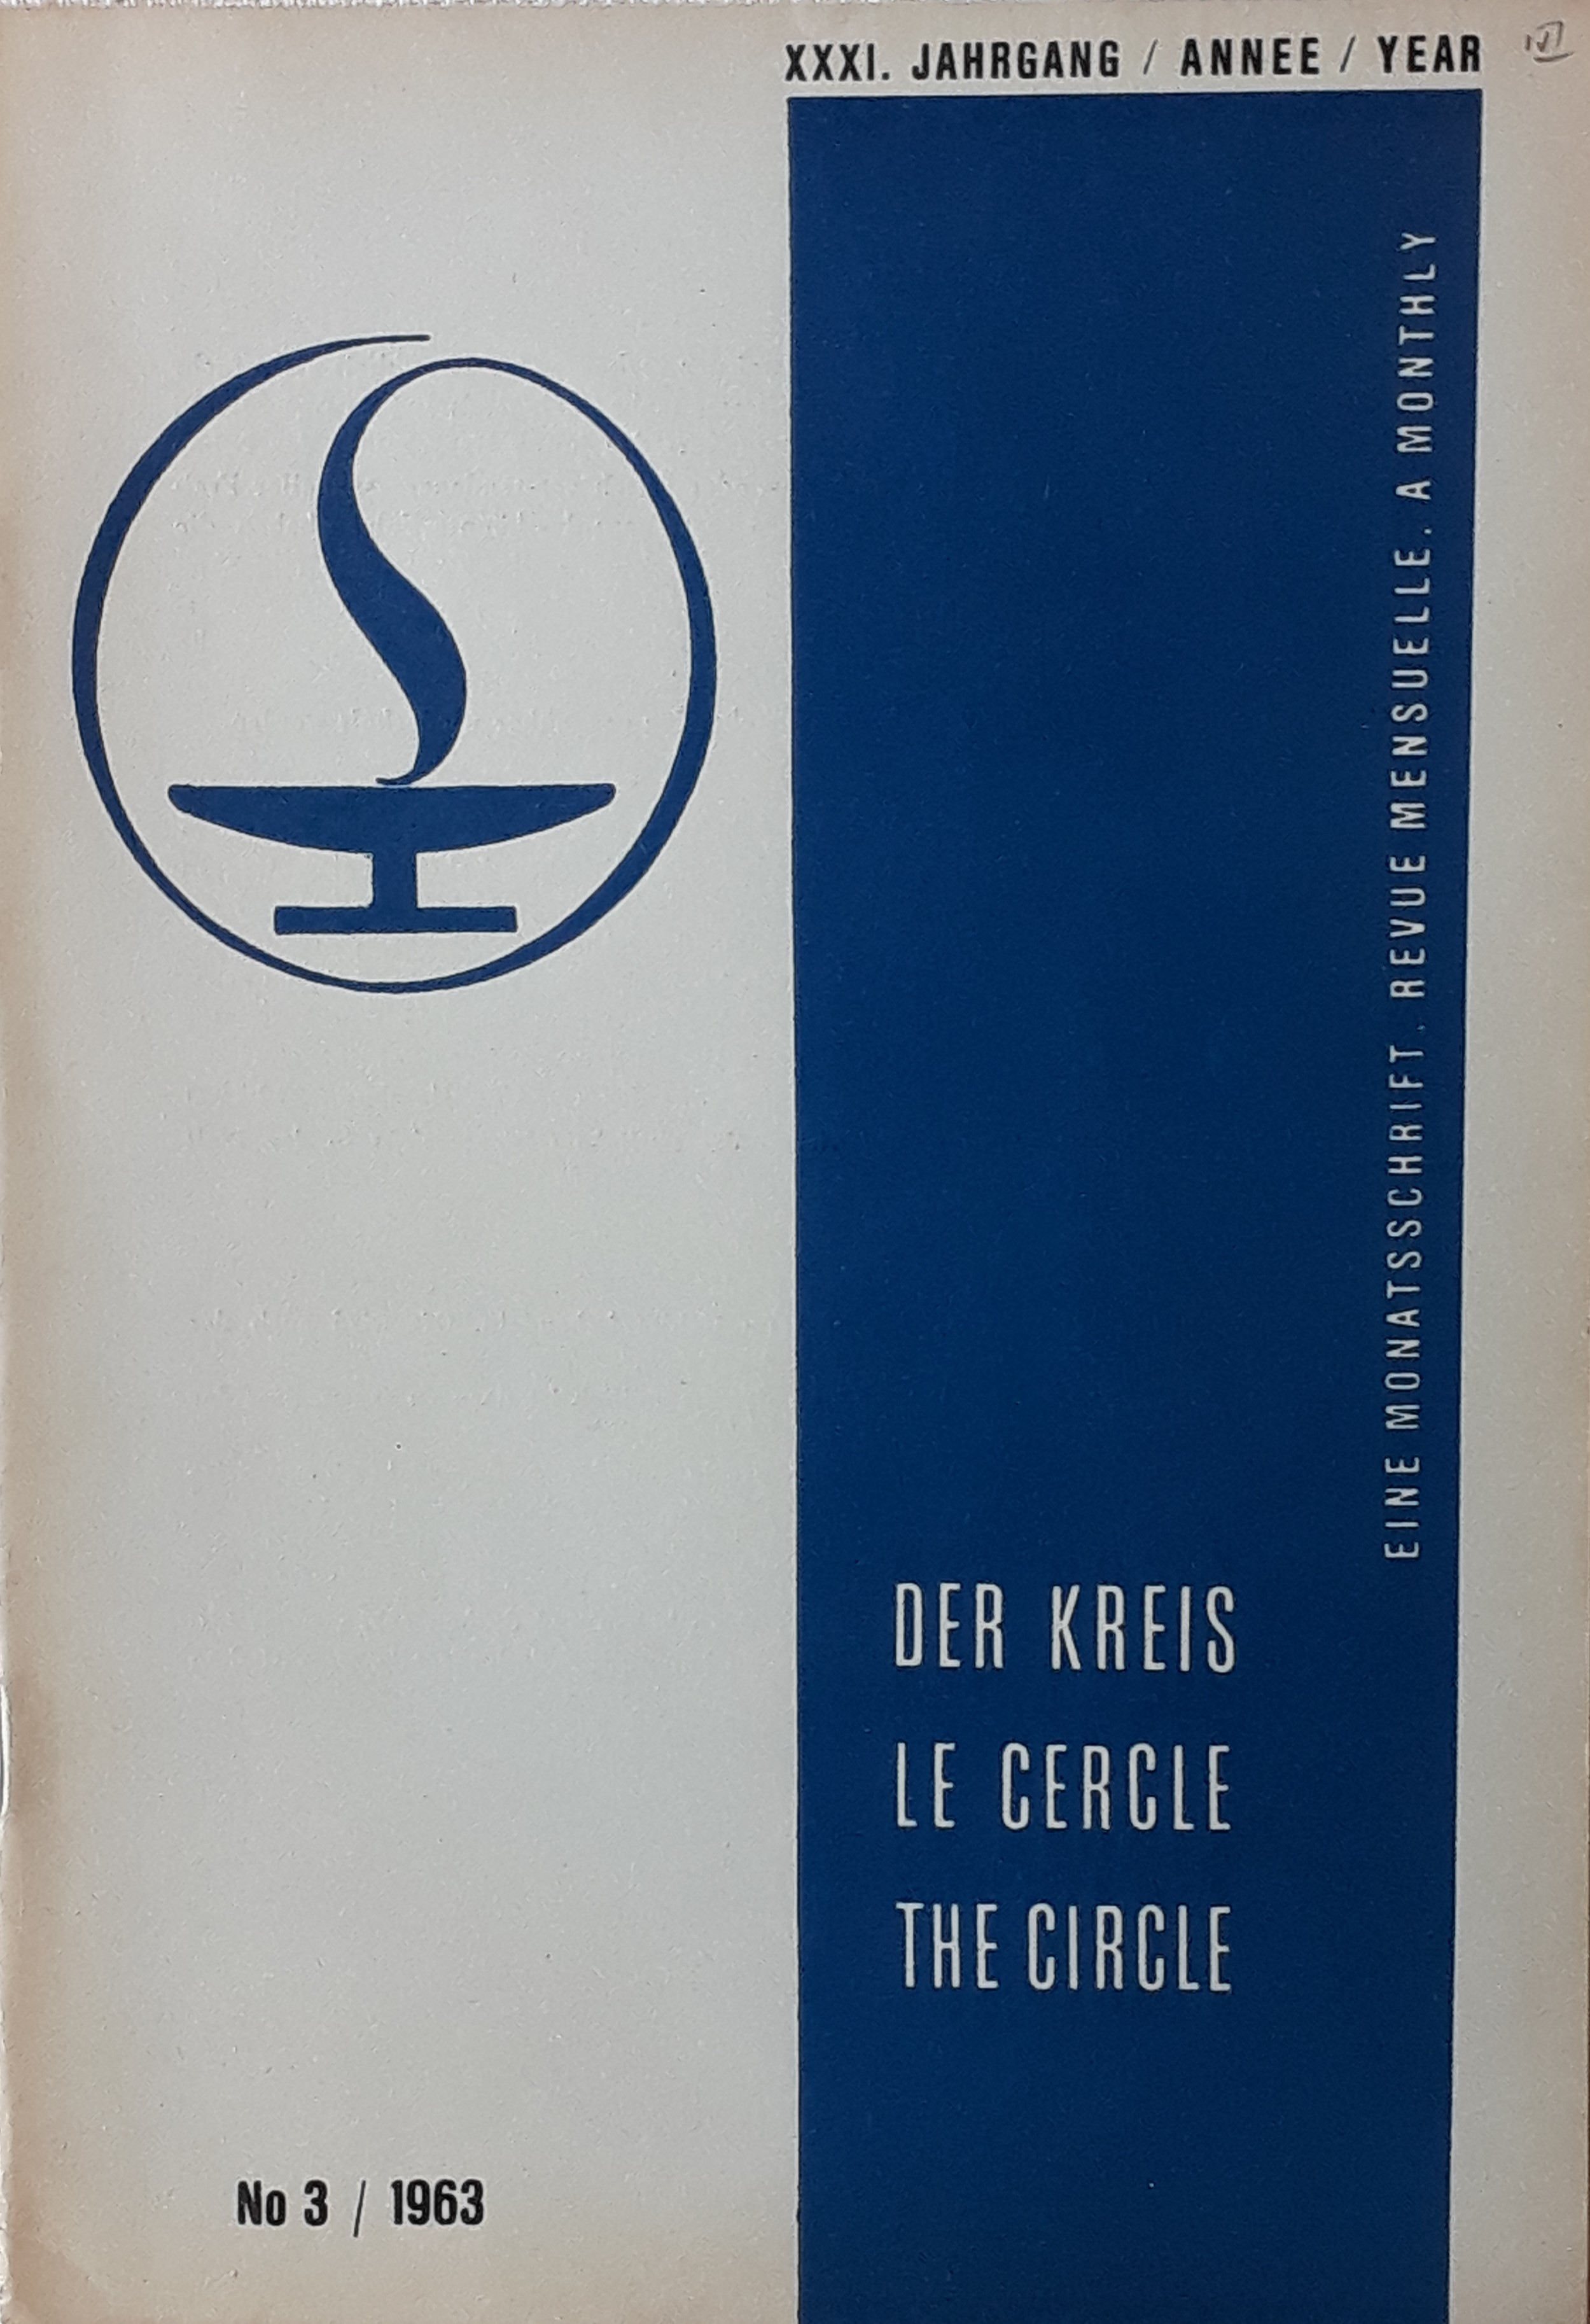 XXXI. JAHRGANG / ANNEE / YEAR
EINE MONATSSCHRIFT. REVUE MENSUELLE. A MONTHLY
DER KREIS
LE CERCLE
THE CIRCLE
No 3 / 1963